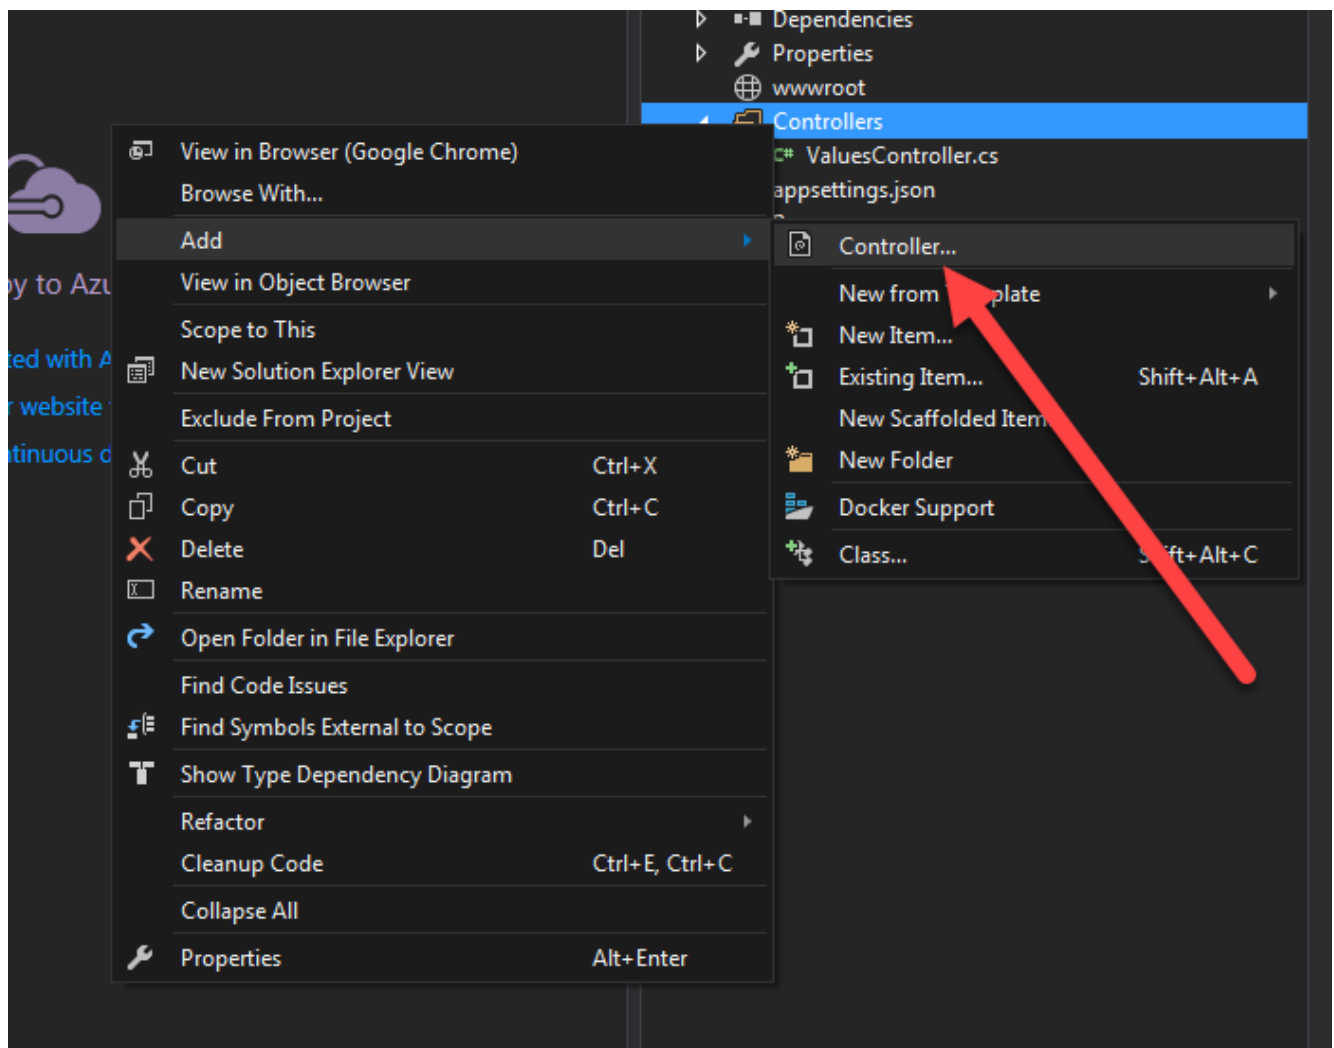 Dependencies
Properties
wwwroot
Controllers
C# ValuesController.cs
appsettings.json
View in Browser (Google Chrome)
Browse With...
Add
View in Object Browser
Scope to This
New Solution Explorer View
Exclude From Project
Cut Ctrl+X
Copy Ctrl+C
Delete Del
Rename
Open Folder in File Explorer
Find Code Issues
Find Symbols External to Scope
Show Type Dependency Diagram
Refactor
Cleanup Code Ctrl+E, Ctrl+C
Collapse All
Properties Alt+Enter
Controller...
New from
New Item...
Existing Item... Shift+Alt+A
New Scaffolded Item
New Folder
Docker Support
Class... Shift+Alt+C
to Azu
ted with A
r website
tinuous d